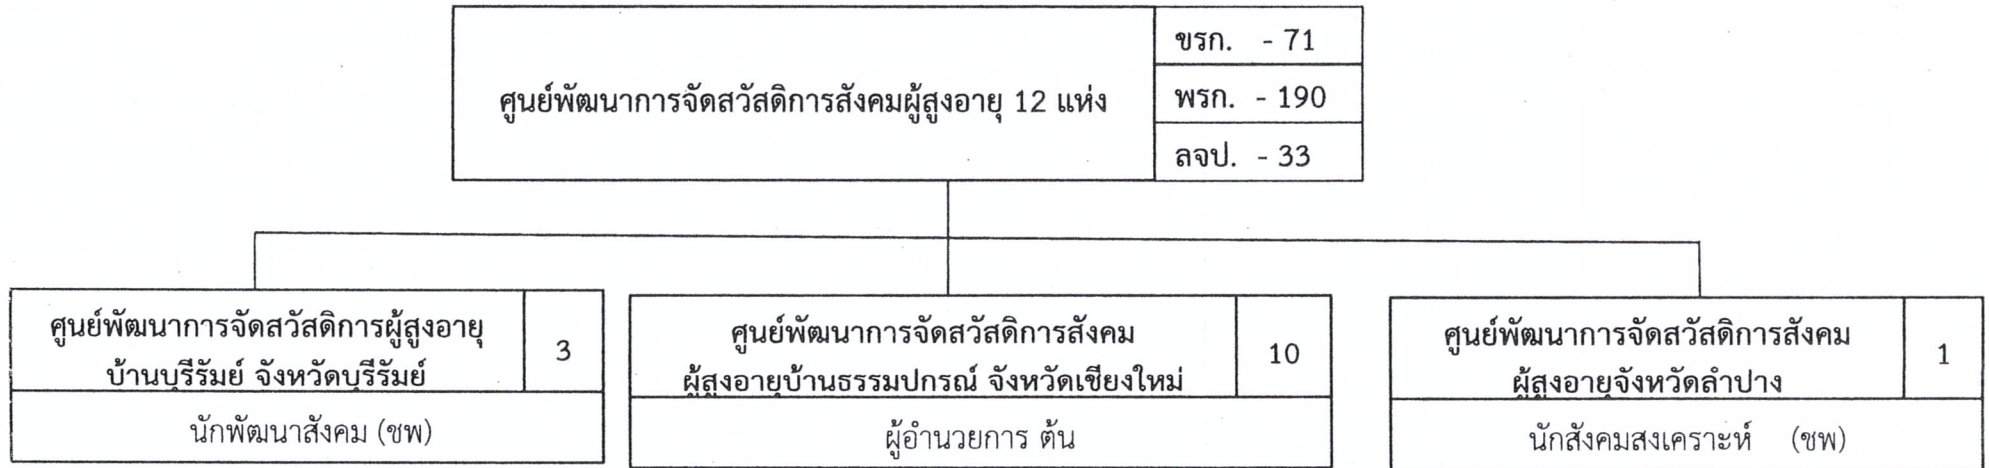 ศูนย์พัฒนาการจัดสวัสดิการสังคมผู้สูงอายุ 12 แห่ง
ขรก. - 71
พรก. - 190
ลจป. - 33
ศูนย์พัฒนาการจัดสวัสดิการผู้สูงอายุ
บ้านบุรีรัมย์ จังหวัดบุรีรัมย์
3
นักพัฒนาสังคม (ชพ)
ศูนย์พัฒนาการจัดสวัสดิการสังคม
ผู้สูงอายุบ้านธรรมปกรณ์ จังหวัดเชียงใหม่
10
ผู้อำนวยการ ต้น
ศูนย์พัฒนาการจัดสวัสดิการสังคม
ผู้สูงอายุจังหวัดลำปาง
1
นักสังคมสงเคราะห์ (ชพ)